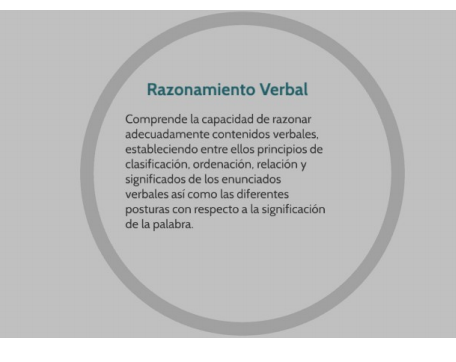 Razonamiento Verbal
Comprende la capacidad de razonar
adecuadamente contenidos verbales,
estableciendo entre ellos principios de
clasificación, ordenación, relación y
significados de los enunciados
verbales así como las diferentes
posturas con respecto a la significación
de la palabra.